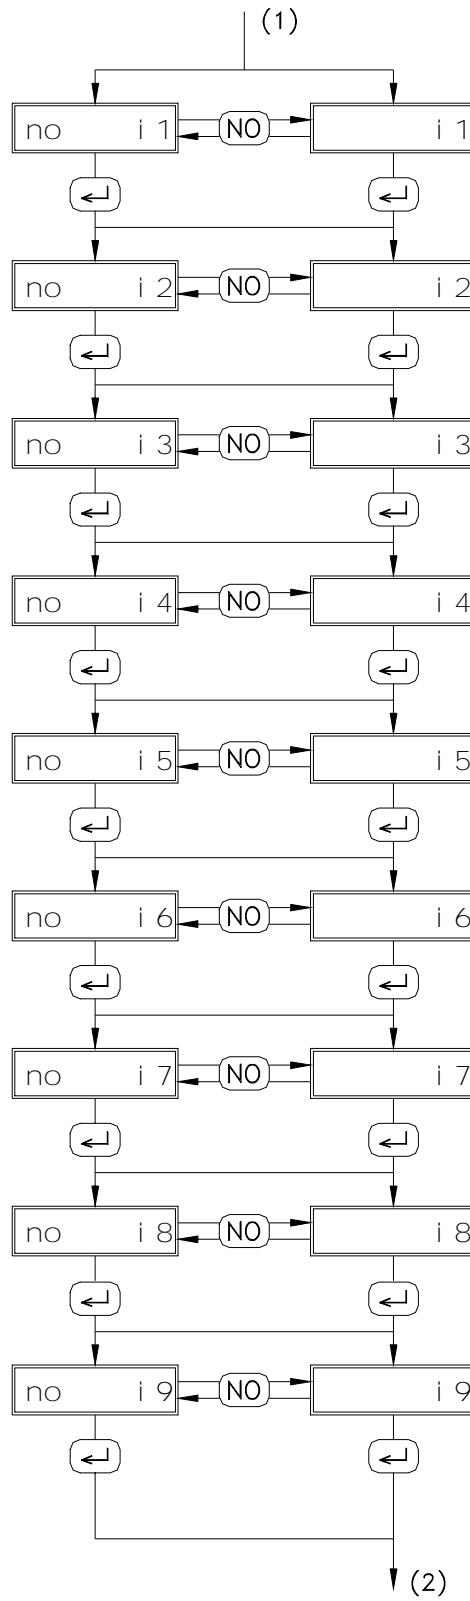 (1)
no i 1 NO i 1
no i 2 NO i 2
no i 3 NO i 3
no i 4 NO i 4
no i 5 NO i 5
no i 6 NO i 6
no i 7 NO i 7
no i 8 NO i 8
no i 9 NO i 9
(2)